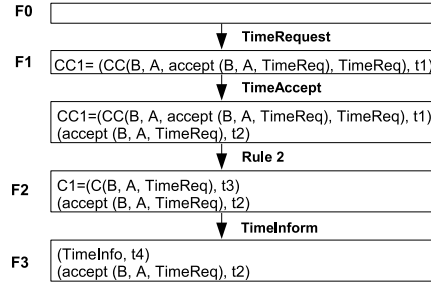 F0
TimeRequest
F1 CC1= (CC(B, A, accept (B, A, TimeReq), TimeReq), t1)
TimeAccept
CC1=(CC(B, A, accept (B, A, TimeReq), TimeReq), t1)
(accept (B, A, TimeReq), t2)
Rule 2
F2 C1=(C(B, A, TimeReq), t3)
(accept (B, A, TimeReq), t2)
TimeInform
F3 (TimeInfo, t4)
(accept (B, A, TimeReq), t2)